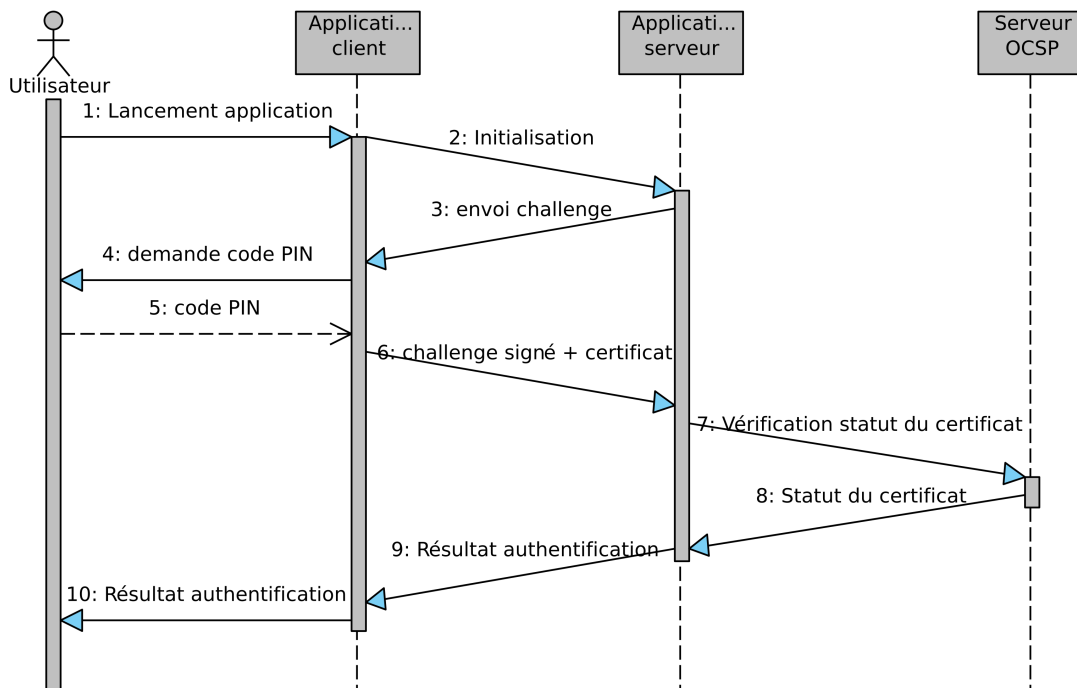 Applicati...
client
Applicati...
serveur
Serveur
OCSP
Utilisateur
1: Lancement application
2: Initialisation
3: envoi challenge
4: demande code PIN
5: code PIN
6: challenge signé + certificat
7: Vérification statut du certificat
8: Statut du certificat
9: Résultat authentification
10: Résultat authentification